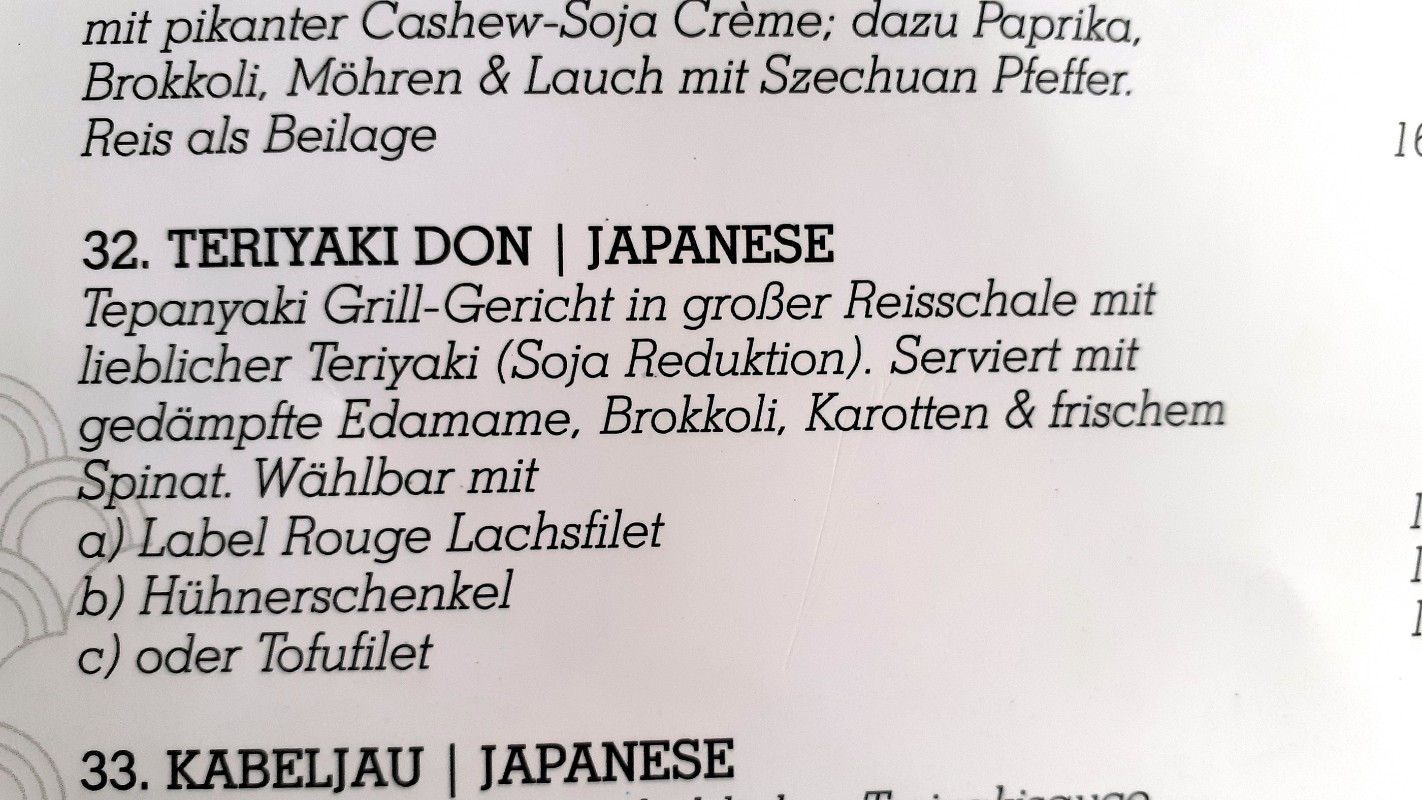 mit pikanter Cashew-Soja Crème; dazu Paprika,
Brokkoli, Möhren & Lauch mit Szechuan Pfeffer.
Reis als Beilage
32. TERIYAKI DON | JAPANESE
Tepanyaki Grill-Gericht in großer Reisschale mit
lieblicher Teriyaki (Soja Reduktion). Serviert mit
gedämpfte Edamame, Brokkoli, Karotten & frischem
Spinat. Wählbar mit
a) Label Rouge Lachsfilet
b) Hühnerschenkel
c) oder Tofufilet
33. KABELJAU | JAPANESE